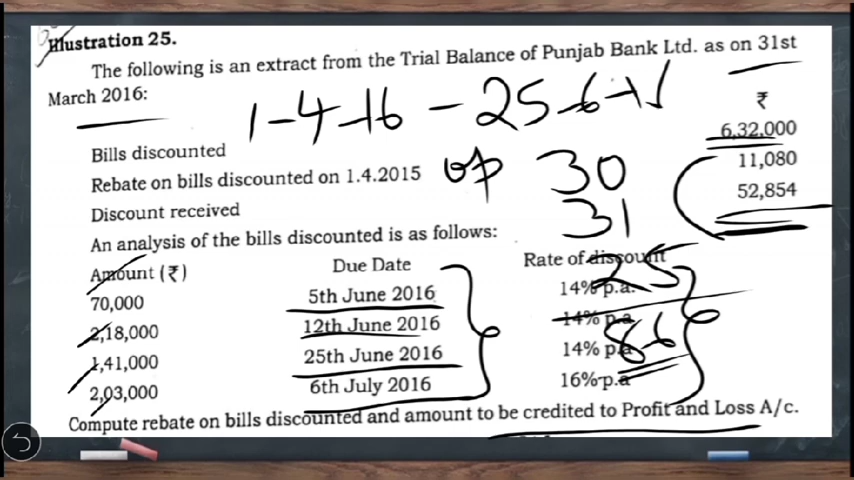 Illustration 25.
The following is an extract from the Trial Balance of Punjab Bank Ltd. as on 31st
March 2016:
1-4-16 - 25-6-
₹
Bills discounted 6,32,000
Rebate on bills discounted on 1.4.2015 op 30 11,080
Discount received 31 52,854
An analysis of the bills discounted is as follows:
Amount (₹) Due Date Rate of discount
25
70,000 5th June 2016 14% p.a.
2,18,000 12th June 2016 14% p.a
86
1,41,000 25th June 2016 14% p.a
2,03,000 6th July 2016 16% p.a
Compute rebate on bills discounted and amount to be credited to Profit and Loss A/c.